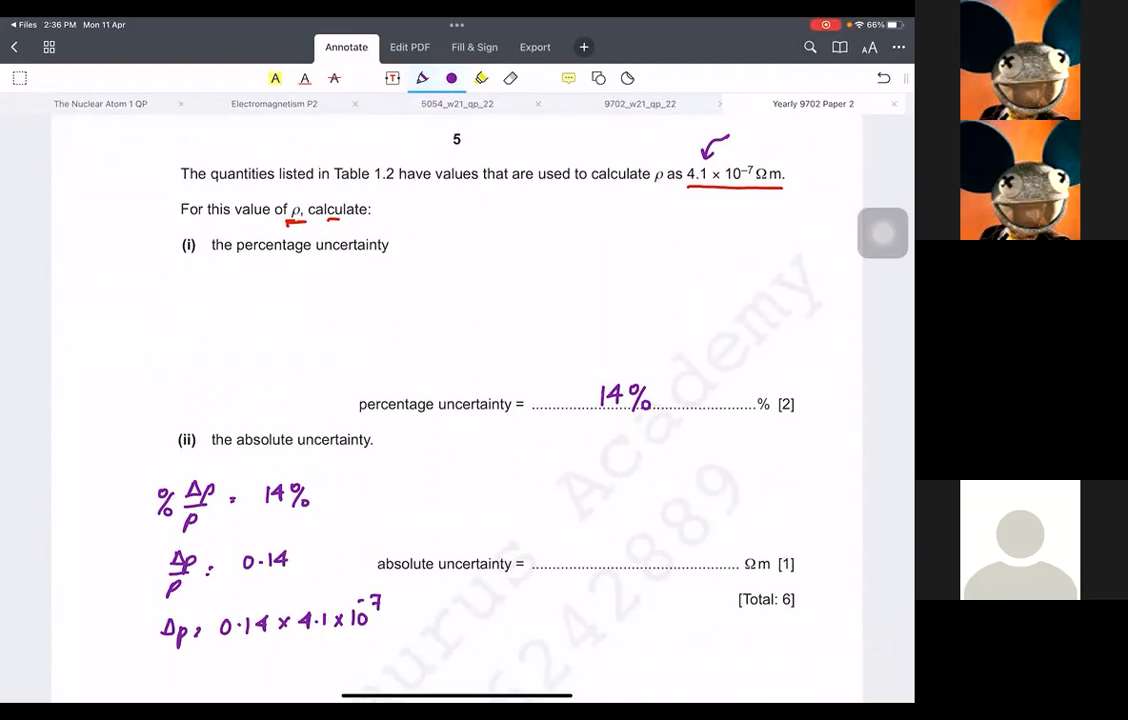 Files 2:36 PM Mon 11 Apr 66%
Annotate Edit PDF Fill & Sign Export
The Nuclear Atom 1 QP Electromagnetism P2 5054_w21_qp_22 9702_w21_qp_22 Yearly 9702 Paper 2
5
The quantities listed in Table 1.2 have values that are used to calculate ρ as 4.1 × 10⁻⁷ Ω m.
For this value of ρ, calculate:
(i) the percentage uncertainty
percentage uncertainty = 14% % [2]
(ii) the absolute uncertainty.
% Δρ/ρ = 14%
Δρ/ρ = 0.14
absolute uncertainty = Ω m [1]
[Total: 6]
Δρ = 0.14 × 4.1 × 10⁻⁷
urus Academy
6242889